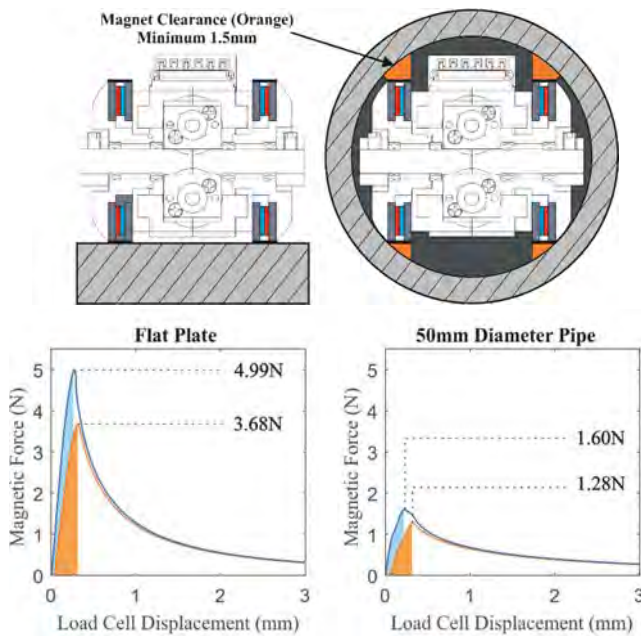 Magnet Clearance (Orange)
Minimum 1.5mm
Flat Plate
5
4
3
2
1
0
4.99N
3.68N
0
1
2
3
Magnetic Force (N)
Load Cell Displacement (mm)
50mm Diameter Pipe
5
4
3
2
1
0
1.60N
1.28N
0
1
2
3
Magnetic Force (N)
Load Cell Displacement (mm)